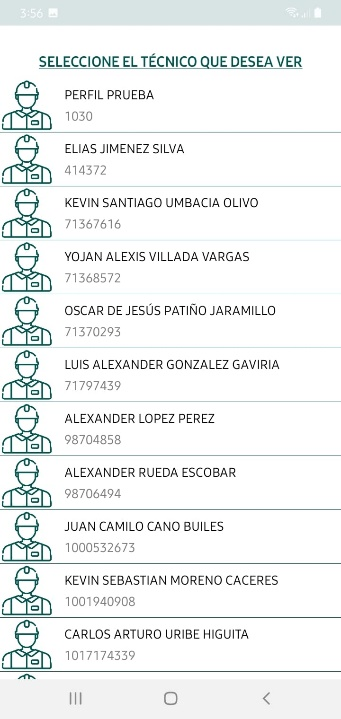 3:56
SELECCIONE EL TÉCNICO QUE DESEA VER
PERFIL PRUEBA
1030
ELIAS JIMENEZ SILVA
414372
KEVIN SANTIAGO UMBACIA OLIVO
71367616
YOJAN ALEXIS VILLADA VARGAS
71368572
OSCAR DE JESÚS PATIÑO JARAMILLO
71370293
LUIS ALEXANDER GONZALEZ GAVIRIA
71797439
ALEXANDER LOPEZ PEREZ
98704858
ALEXANDER RUEDA ESCOBAR
98706494
JUAN CAMILO CANO BUILES
1000532673
KEVIN SEBASTIAN MORENO CACERES
1001940908
CARLOS ARTURO URIBE HIGUITA
1017174339